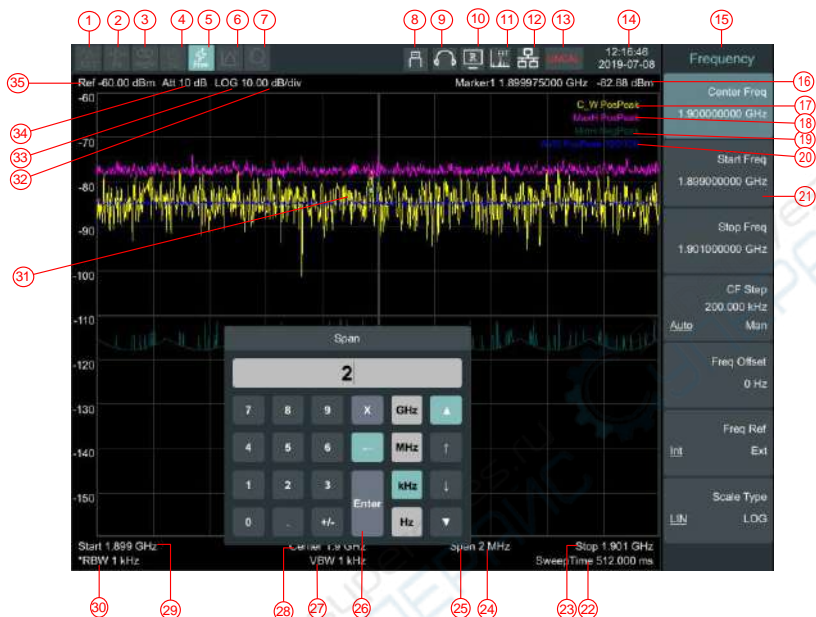 1 2 3 4 5 6 7 8 9 10 11 12 13 14 15
Free
UNCAL
12:16:46
2019-07-08
Frequency
35 Ref -60.00 dBm Att 10 dB LOG 10.00 dB/div Marker1 1.899975000 GHz -82.68 dBm 16
C_W PosPeak 17
MaxH PosPeak 18
19
20
34
33
32
31
-60
-70
-80
-90
-100
-110
-120
-130
-140
-150
Center Freq
1.900000000 GHz
Start Freq
1.899000000 GHz
21
Stop Freq
1.901000000 GHz
CF Step
200.000 kHz
Auto Man
Freq Offset
0 Hz
Freq Ref
Int Ext
Scale Type
LIN LOG
Span
2
7 8 9 X GHz ▲
4 5 6 ← MHz ↑
1 2 3 Enter kHz ↓
0 . +/- Hz ▼
Start 1.899 GHz Center 1.9 GHz Span 2 MHz Stop 1.901 GHz
*RBW 1 kHz VBW 1 kHz SweepTime 512.000 ms
30 29 28 27 26 25 24 23 22